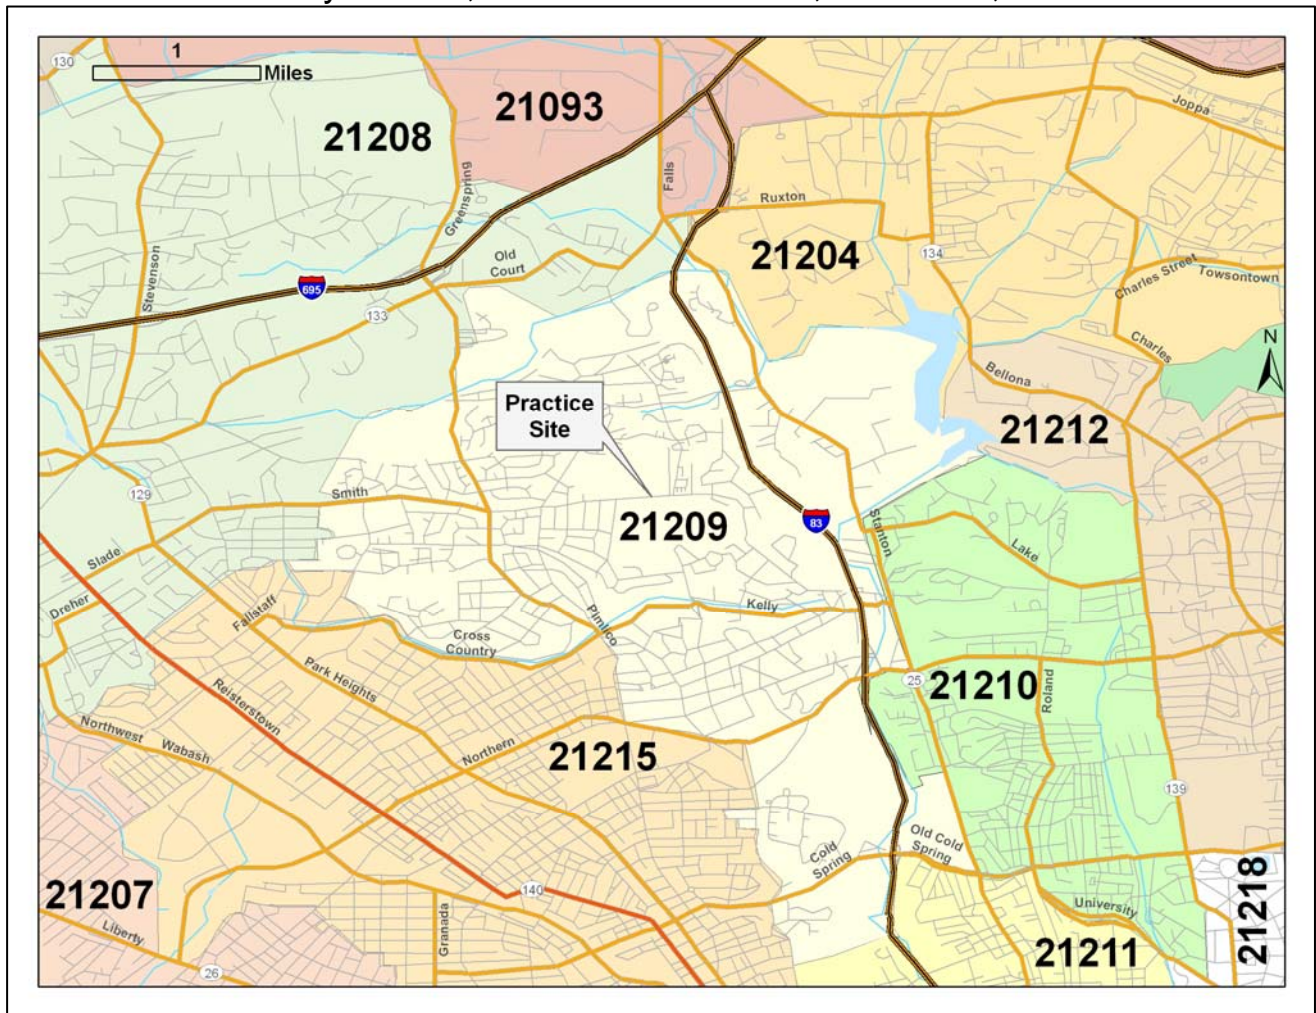 1
Miles
130
21093
21208
Joppa
Falls
Greenspring
Ruxton
Old
Court
21204
134
Stevenson
Charles Street
Towsontown
695
133
N
Charles
Bellona
Practice
Site
21212
129
Smith
21209
83
Stanton
Lake
Slade
Dreher
Fallstaff
Pimlico
Kelly
Cross
Country
Park Heights
25
21210
Roland
Reisterstown
Northwest
Wabash
Northern
21215
139
Cold
Spring
Old Cold
Spring
21207
140
Granada
University
21218
Liberty
21211
26